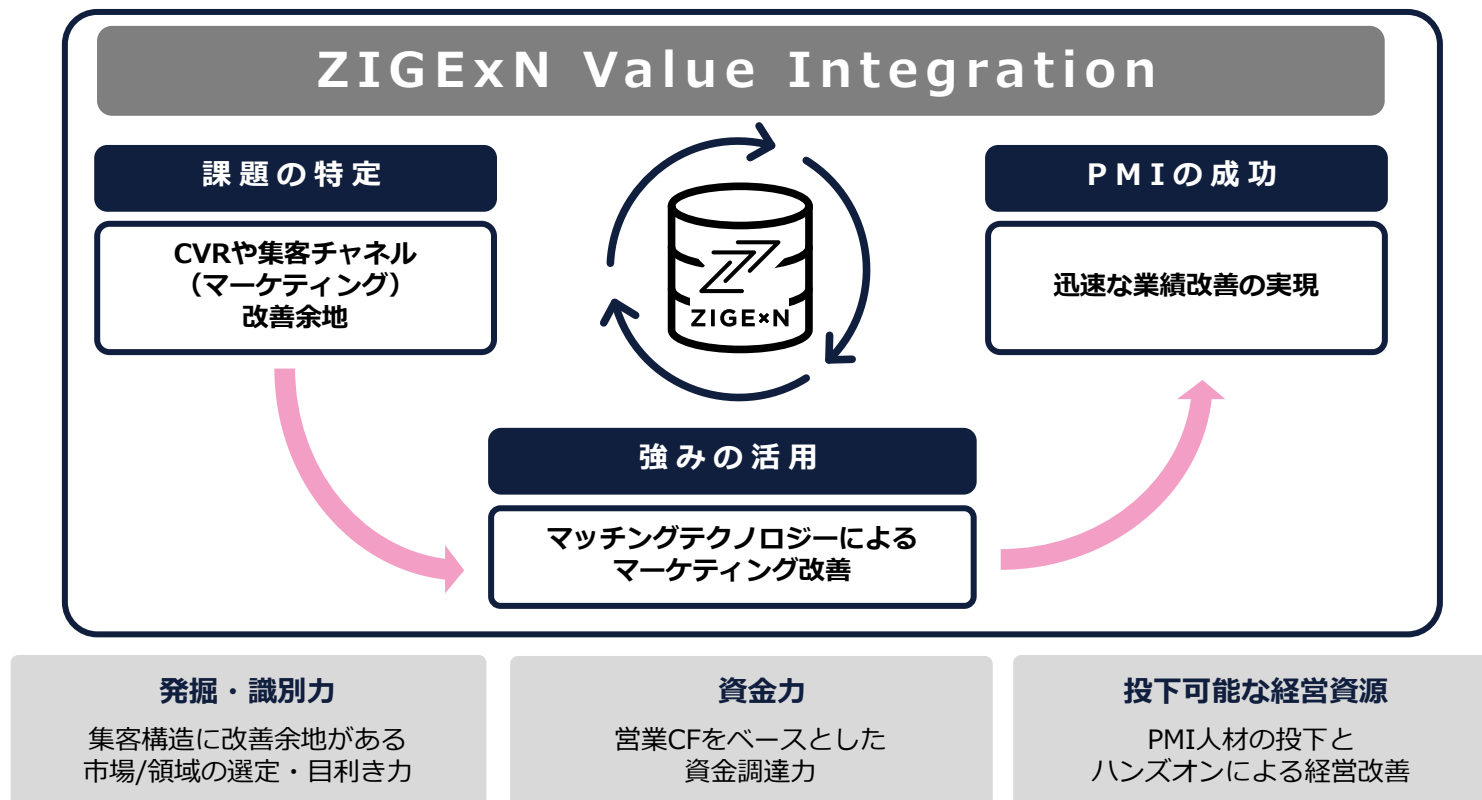 ZIGExN Value Integration
課題の特定
CVRや集客チャネル
（マーケティング）
改善余地
ZIGE×N
PMIの成功
迅速な業績改善の実現
強みの活用
マッチングテクノロジーによる
マーケティング改善
発掘・識別力
集客構造に改善余地がある
市場/領域の選定・目利き力
資金力
営業CFをベースとした
資金調達力
投下可能な経営資源
PMI人材の投下と
ハンズオンによる経営改善